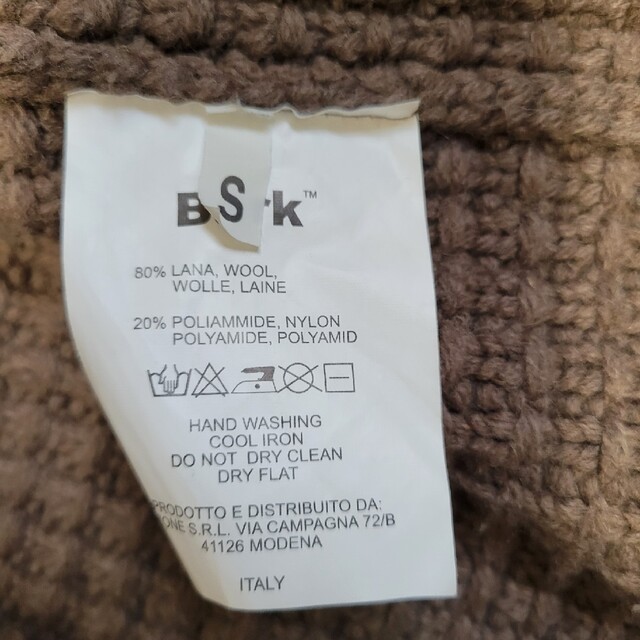 S
80% LANA, WOOL,
WOLLE, LAINE
20% POLIAMMIDE, NYLON
POLYAMIDE, POLYAMID
HAND WASHING
COOL IRON
DO NOT DRY CLEAN
DRY FLAT
E DISTRIBUITO DA:
S.R.L. VIA CAMPAGNA 72/B
41126 MODENA
ITALY